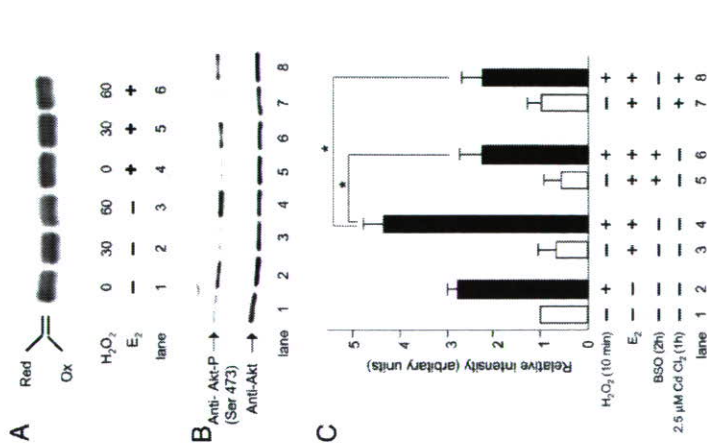 A
Red
Ox
H₂O₂ 0 30 60 0 30 60
E₂ − − − + + +
lane 1 2 3 4 5 6
B
Anti- Akt-P
(Ser 473)
Anti-Akt
lane 1 2 3 4 5 6 7 8
C
Relative intensity (arbitrary units)
5
4
3
2
1
0
* *
H₂O₂ (10 min) − + − + − + − +
E₂ − − + + + + + +
BSO (2h) − − − − + + − −
2.5 µM Cd Cl₂ (1h) − − − − − − + +
lane 1 2 3 4 5 6 7 8